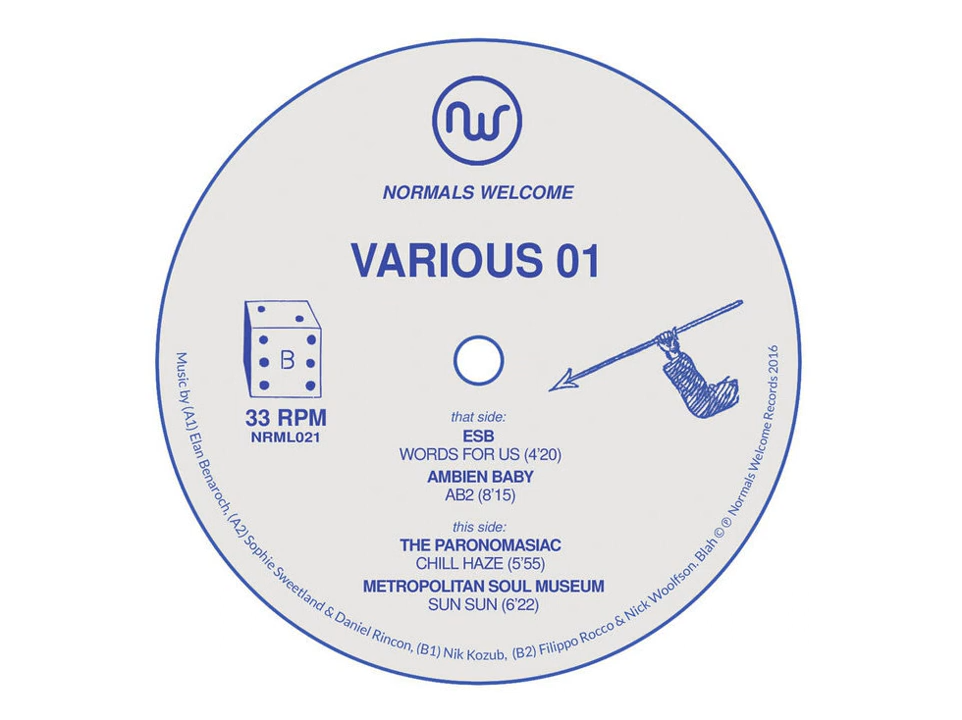 nw
NORMALS WELCOME
VARIOUS 01
B
33 RPM
NRML021
that side:
ESB
WORDS FOR US (4'20)
AMBIEN BABY
AB2 (8'15)
this side:
THE PARONOMASIAC
CHILL HAZE (5'55)
METROPOLITAN SOUL MUSEUM
SUN SUN (6'22)
Music by (A1) Elan Benaroch, (A2) Sophie Sweetland & Daniel Rincon, (B1) Nik Kozub, (B2) Filippo Rocco & Nick Woolfson. Blah © ℗ Normals Welcome Records 2016